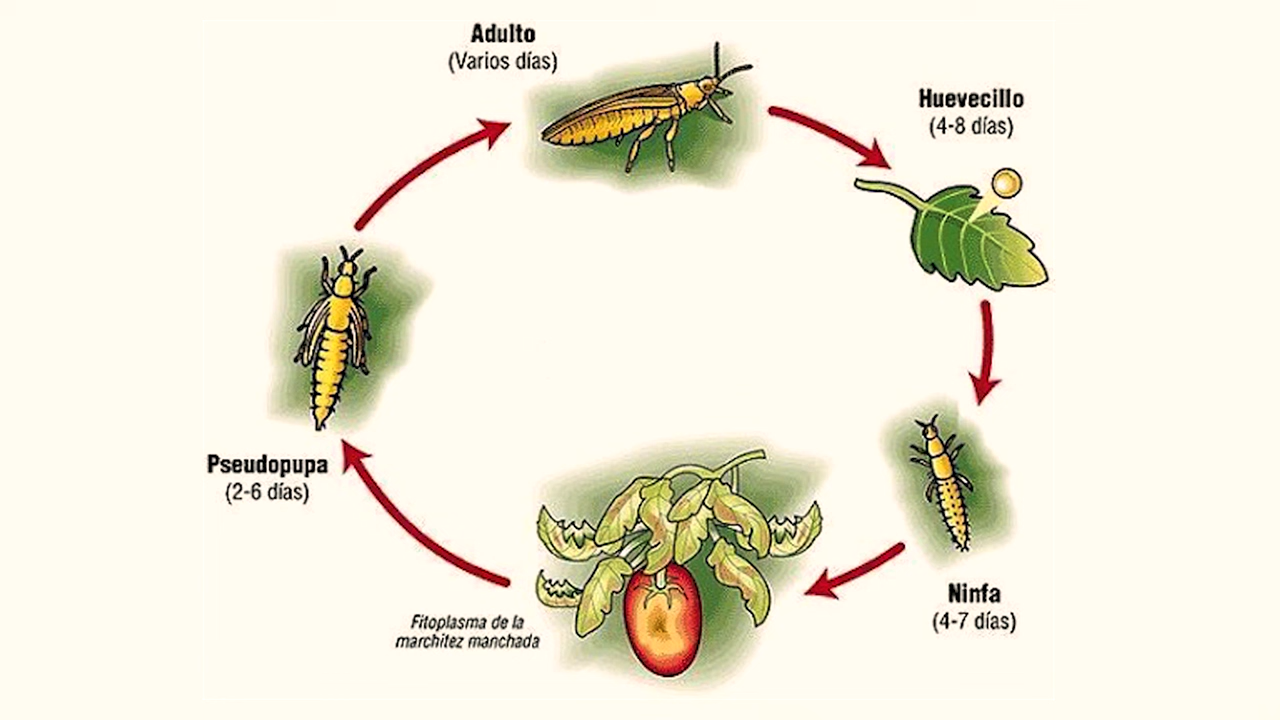 Adulto
(Varios días)
Huevecillo
(4-8 días)
Ninfa
(4-7 días)
Fitoplasma de la
marchitez manchada
Pseudopupa
(2-6 días)